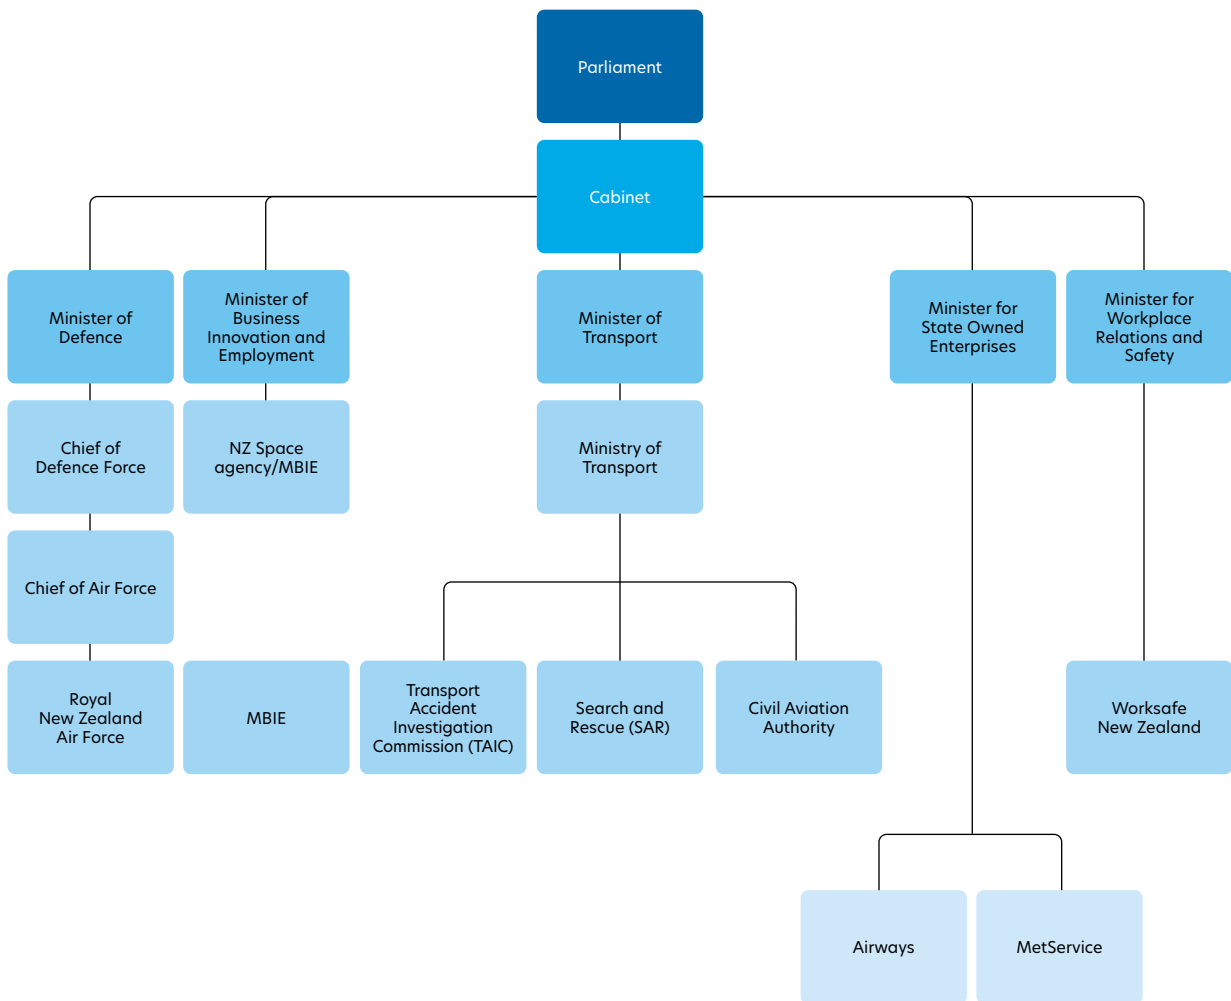 Parliament
Cabinet
Minister of
Defence
Minister of
Business
Innovation and
Employment
Minister of
Transport
Minister for
State Owned
Enterprises
Minister for
Workplace
Relations and
Safety
Chief of
Defence Force
NZ Space
agency/MBIE
Ministry of
Transport
Chief of Air Force
Royal
New Zealand
Air Force
MBIE
Transport
Accident
Investigation
Commission (TAIC)
Search and
Rescue (SAR)
Civil Aviation
Authority
Worksafe
New Zealand
Airways
MetService